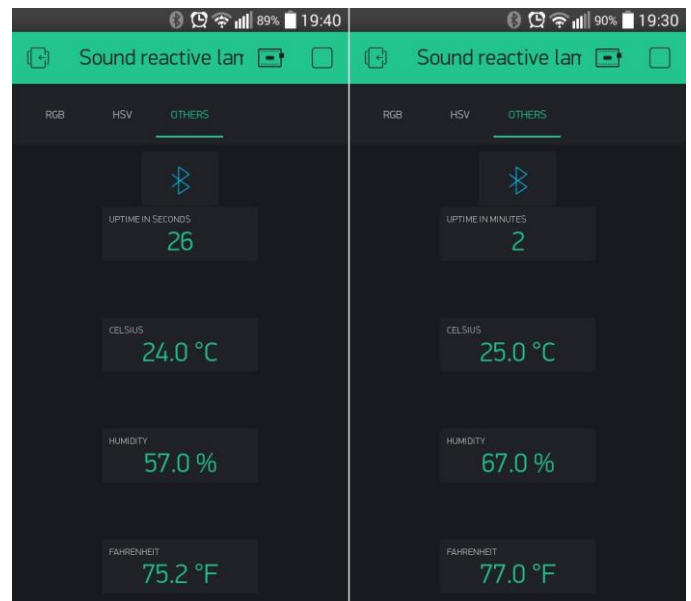 89% 19:40
Sound reactive lan
RGB HSV OTHERS
UPTIME IN SECONDS
26
CELSIUS
24.0 °C
HUMIDITY
57.0 %
FAHRENHEIT
75.2 °F
90% 19:30
Sound reactive lan
RGB HSV OTHERS
UPTIME IN MINUTES
2
CELSIUS
25.0 °C
HUMIDITY
67.0 %
FAHRENHEIT
77.0 °F